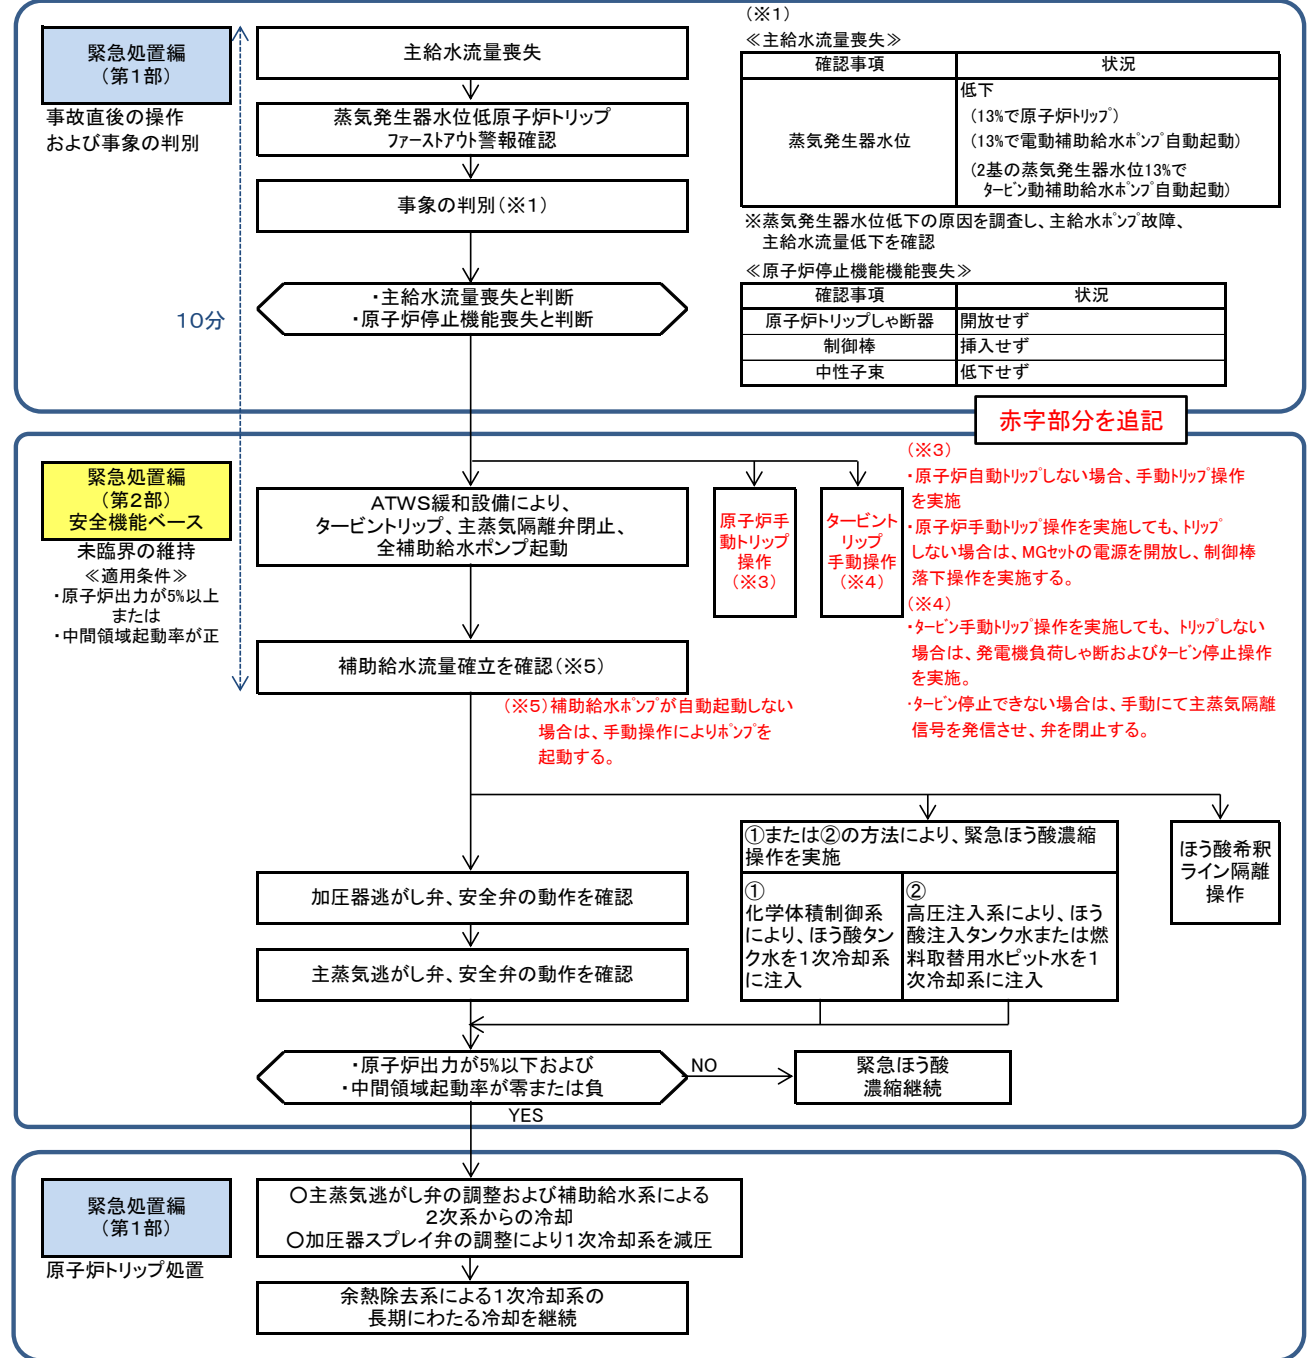 緊急処置編
(第1部)
事故直後の操作
および事象の判別
10分
主給水流量喪失
蒸気発生器水位低原子炉トリップ
ファーストアウト警報確認
事象の判別(※1)
・主給水流量喪失と判断
・原子炉停止機能喪失と判断
(※1)
≪主給水流量喪失≫
確認事項 状況
蒸気発生器水位
低下
(13%で原子炉トリップ)
(13%で電動補助給水ポンプ自動起動)
(2基の蒸気発生器水位13%で
タービン動補助給水ポンプ自動起動)
※蒸気発生器水位低下の原因を調査し、主給水ポンプ故障、
主給水流量低下を確認
≪原子炉停止機能機能喪失≫
確認事項 状況
原子炉トリップしゃ断器 開放せず
制御棒 挿入せず
中性子束 低下せず
赤字部分を追記
緊急処置編
(第2部)
安全機能ベース
未臨界の維持
≪適用条件≫
・原子炉出力が5%以上
または
・中間領域起動率が正
ATWS緩和設備により、
タービントリップ、主蒸気隔離弁閉止、
全補助給水ポンプ起動
原子炉手
動トリップ
操作
(※3)
タービント
リップ
手動操作
(※4)
(※3)
・原子炉自動トリップしない場合、手動トリップ操作
を実施
・原子炉手動トリップ操作を実施しても、トリップ
しない場合は、MGセットの電源を開放し、制御棒
落下操作を実施する。
(※4)
・タービン手動トリップ操作を実施しても、トリップしない
場合は、発電機負荷しゃ断およびタービン停止操作
を実施。
・タービン停止できない場合は、手動にて主蒸気隔離
信号を発信させ、弁を閉止する。
補助給水流量確立を確認(※5)
(※5)補助給水ポンプが自動起動しない
場合は、手動操作によりポンプを
起動する。
①または②の方法により、緊急ほう酸濃縮
操作を実施
①
化学体積制御系
により、ほう酸タン
ク水を1次冷却系
に注入
②
高圧注入系により、ほう
酸注入タンク水または燃
料取替用水ピット水を1
次冷却系に注入
ほう酸希釈
ライン隔離
操作
加圧器逃がし弁、安全弁の動作を確認
主蒸気逃がし弁、安全弁の動作を確認
・原子炉出力が5%以下および
・中間領域起動率が零または負
NO
緊急ほう酸
濃縮継続
YES
緊急処置編
(第1部)
原子炉トリップ処置
○主蒸気逃がし弁の調整および補助給水系による
2次系からの冷却
○加圧器スプレイ弁の調整により1次冷却系を減圧
余熱除去系による1次冷却系の
長期にわたる冷却を継続